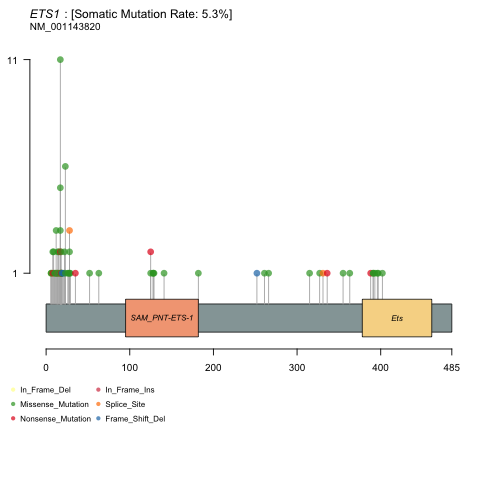 ETS1 : [Somatic Mutation Rate: 5.3%]
NM_001143820
11
1
SAM_PNT-ETS-1
Ets
0 100 200 300 400 485
In_Frame_Del In_Frame_Ins
Missense_Mutation Splice_Site
Nonsense_Mutation Frame_Shift_Del